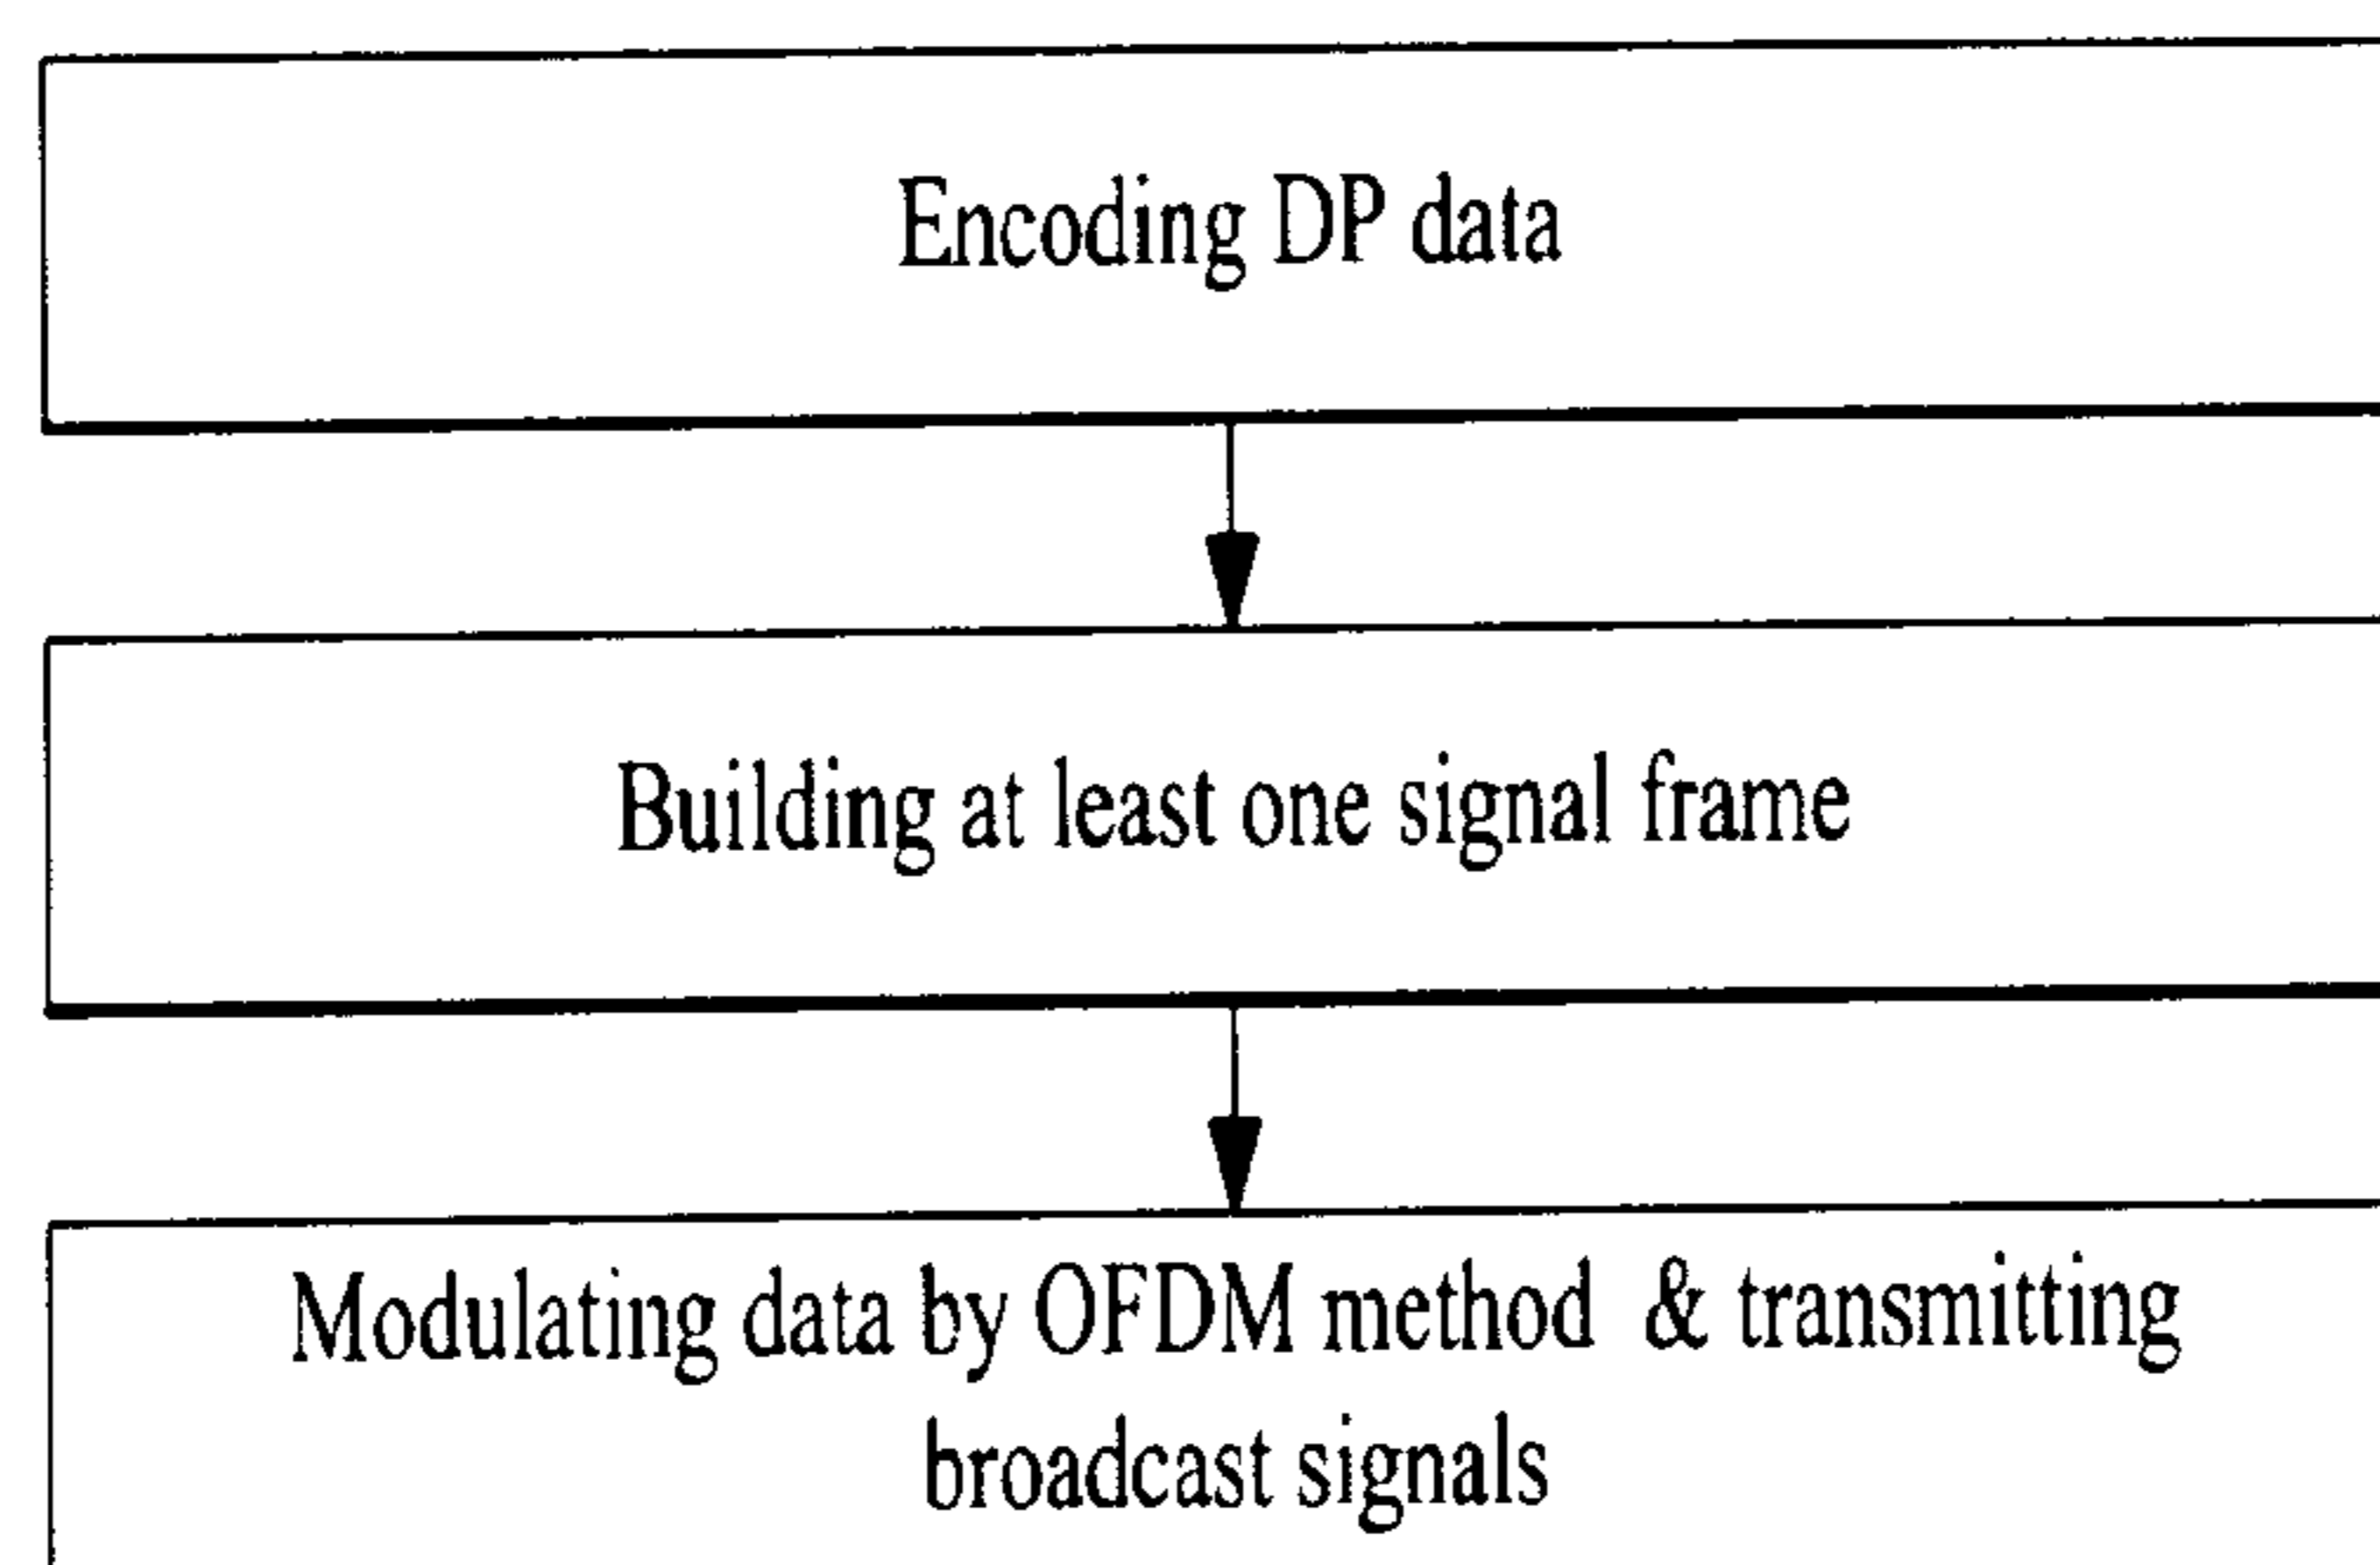 Encoding DP data
Building at least one signal frame
Modulating data by OFDM method & transmitting
broadcast signals